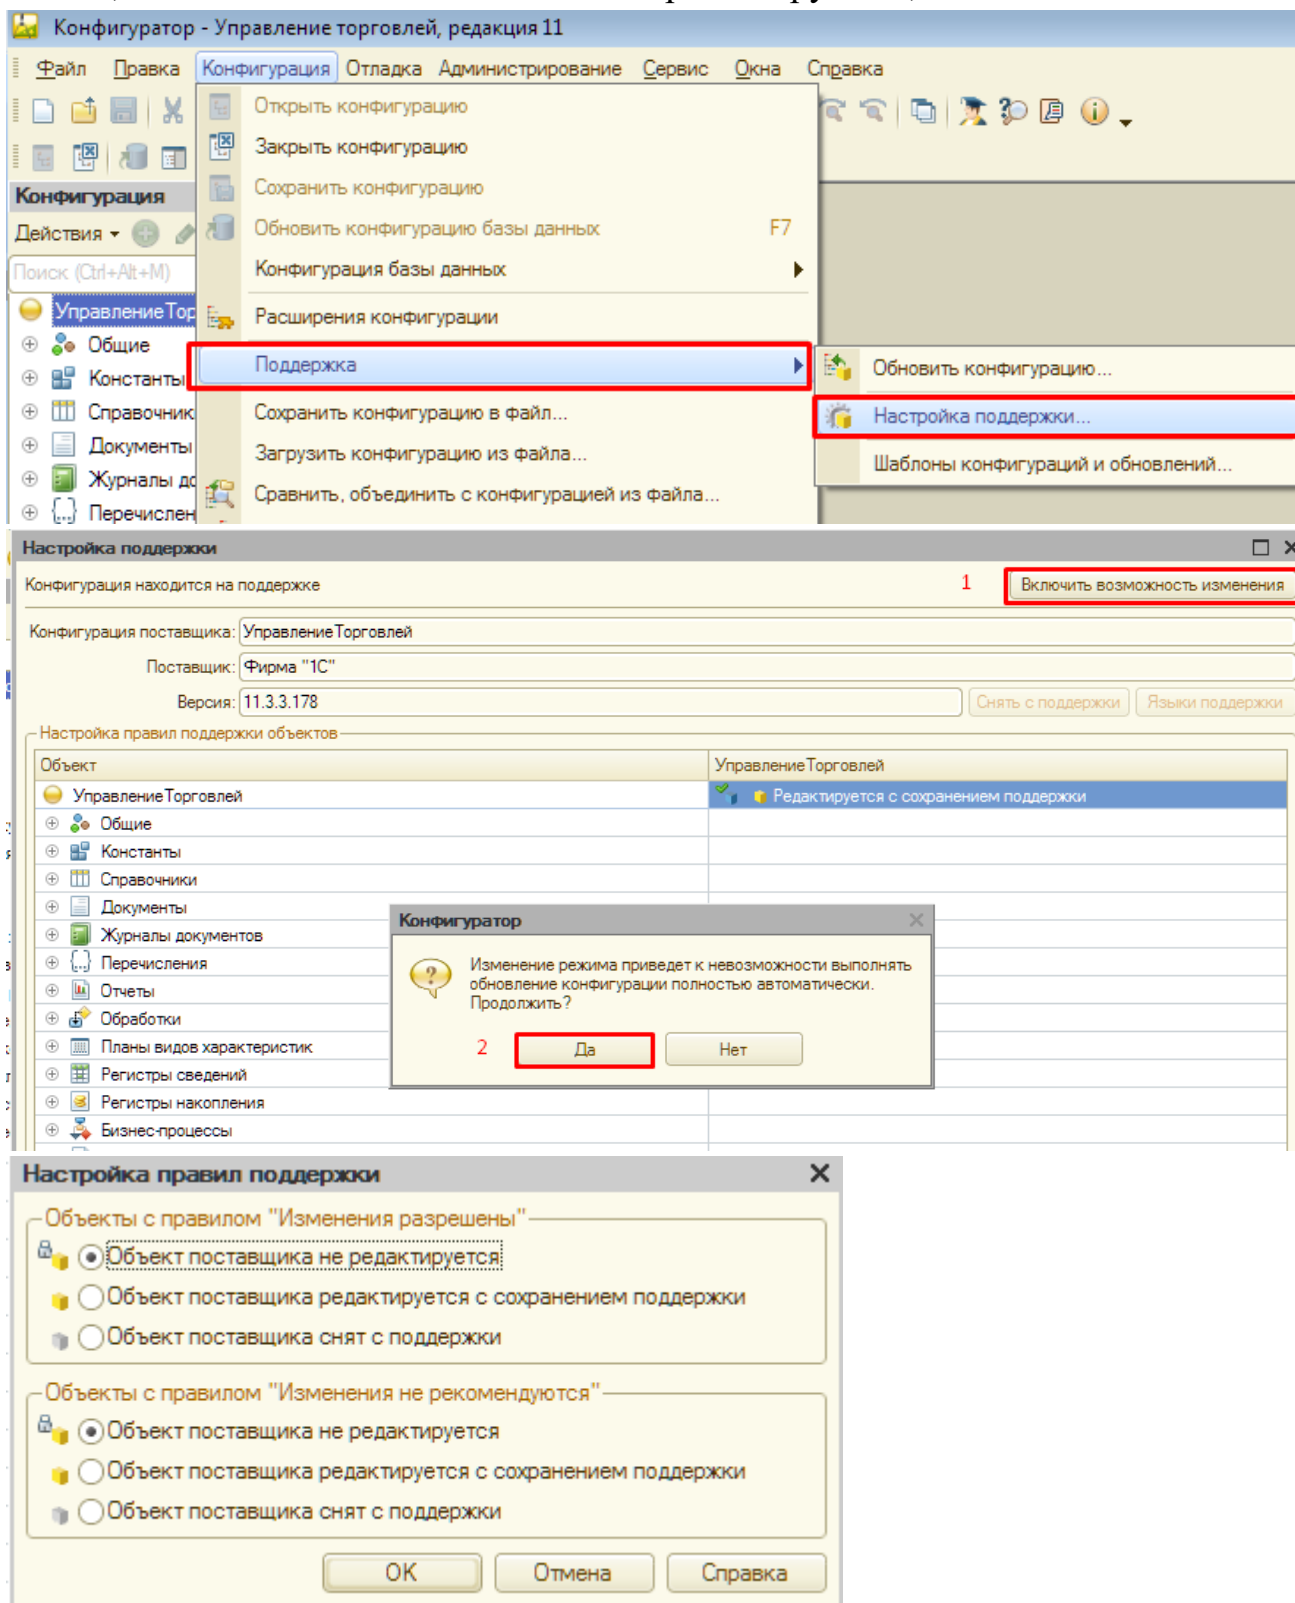 Конфигуратор - Управление торговлей, редакция 11
Файл Правка Конфигурация Отладка Администрирование Сервис Окна Справка
Открыть конфигурацию
Закрыть конфигурацию
Конфигурация
Сохранить конфигурацию
Действия
Обновить конфигурацию базы данных F7
Поиск (Ctrl+Alt+M)
Конфигурация базы данных
УправлениеТор
Расширения конфигурации
Общие
Поддержка
Обновить конфигурацию...
Константы
Справочник
Сохранить конфигурацию в файл...
Настройка поддержки...
Документы
Загрузить конфигурацию из файла...
Шаблоны конфигураций и обновлений...
Журналы до
Сравнить, объединить с конфигурацией из файла...
Перечислен
Настройка поддержки
Конфигурация находится на поддержке
1 Включить возможность изменения
Конфигурация поставщика: УправлениеТорговлей
Поставщик: Фирма "1С"
Версия: 11.3.3.178 Снять с поддержки Языки поддержки
Настройка правил поддержки объектов
Объект УправлениеТорговлей
УправлениеТорговлей Редактируется с сохранением поддержки
Общие
Константы
Справочники
Документы
Журналы документов
Перечисления
Отчеты
Обработки
Планы видов характеристик
Регистры сведений
Регистры накопления
Бизнес-процессы
Конфигуратор
Изменение режима приведет к невозможности выполнять
обновление конфигурации полностью автоматически.
Продолжить?
2 Да Нет
Настройка правил поддержки
Объекты с правилом "Изменения разрешены"
Объект поставщика не редактируется
Объект поставщика редактируется с сохранением поддержки
Объект поставщика снят с поддержки
Объекты с правилом "Изменения не рекомендуются"
Объект поставщика не редактируется
Объект поставщика редактируется с сохранением поддержки
Объект поставщика снят с поддержки
ОК Отмена Справка